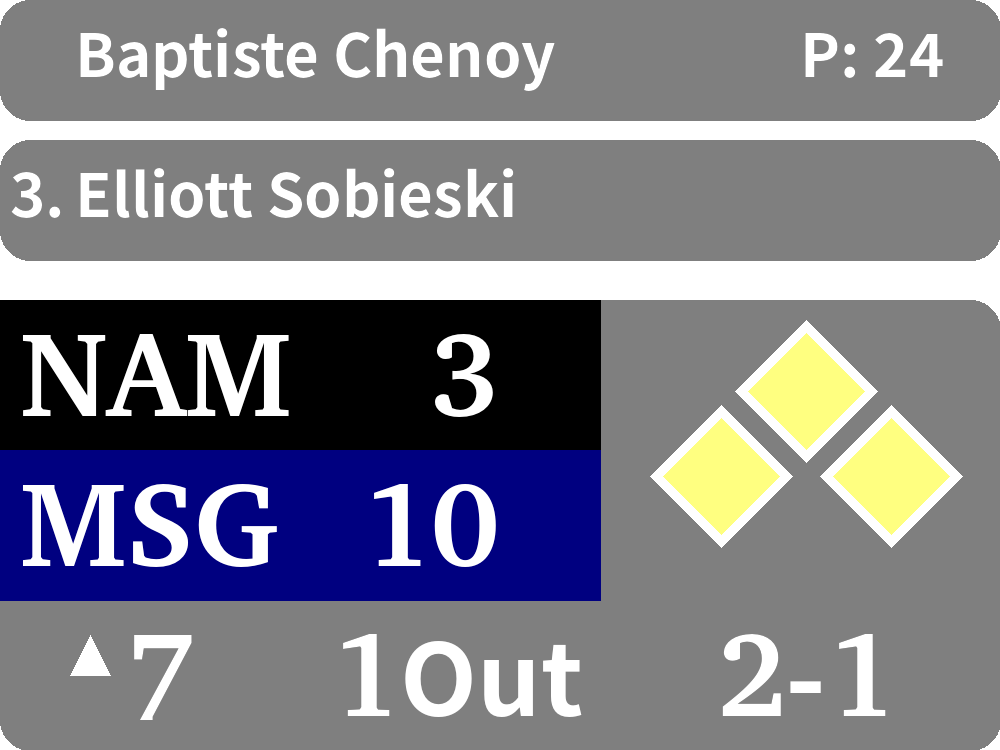 Baptiste Chenoy P: 24
3. Elliott Sobieski
NAM 3
MSG 10
▲7 1Out 2-1